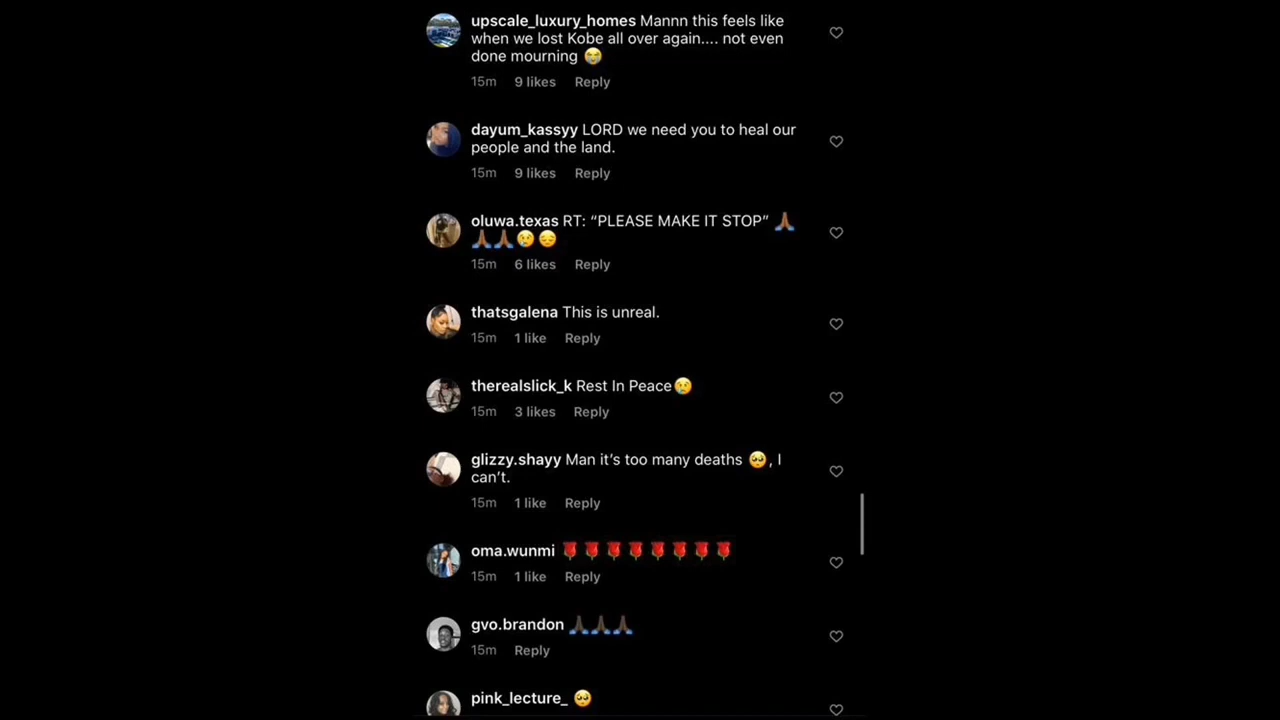 upscale_luxury_homes Mannn this feels like
when we lost Kobe all over again.... not even
done mourning 😭
15m 9 likes Reply
dayum_kassyy LORD we need you to heal our
people and the land.
15m 9 likes Reply
oluwa.texas RT: “PLEASE MAKE IT STOP” 🙏🏾
🙏🏾🙏🏾😢😔
15m 6 likes Reply
thatsgalena This is unreal.
15m 1 like Reply
therealslick_k Rest In Peace😢
15m 3 likes Reply
glizzy.shayy Man it’s too many deaths 🥺, I
can’t.
15m 1 like Reply
oma.wunmi 🌹🌹🌹🌹🌹🌹🌹🌹
15m 1 like Reply
gvo.brandon 🙏🏿🙏🏿🙏🏿
15m Reply
pink_lecture_ 🥺